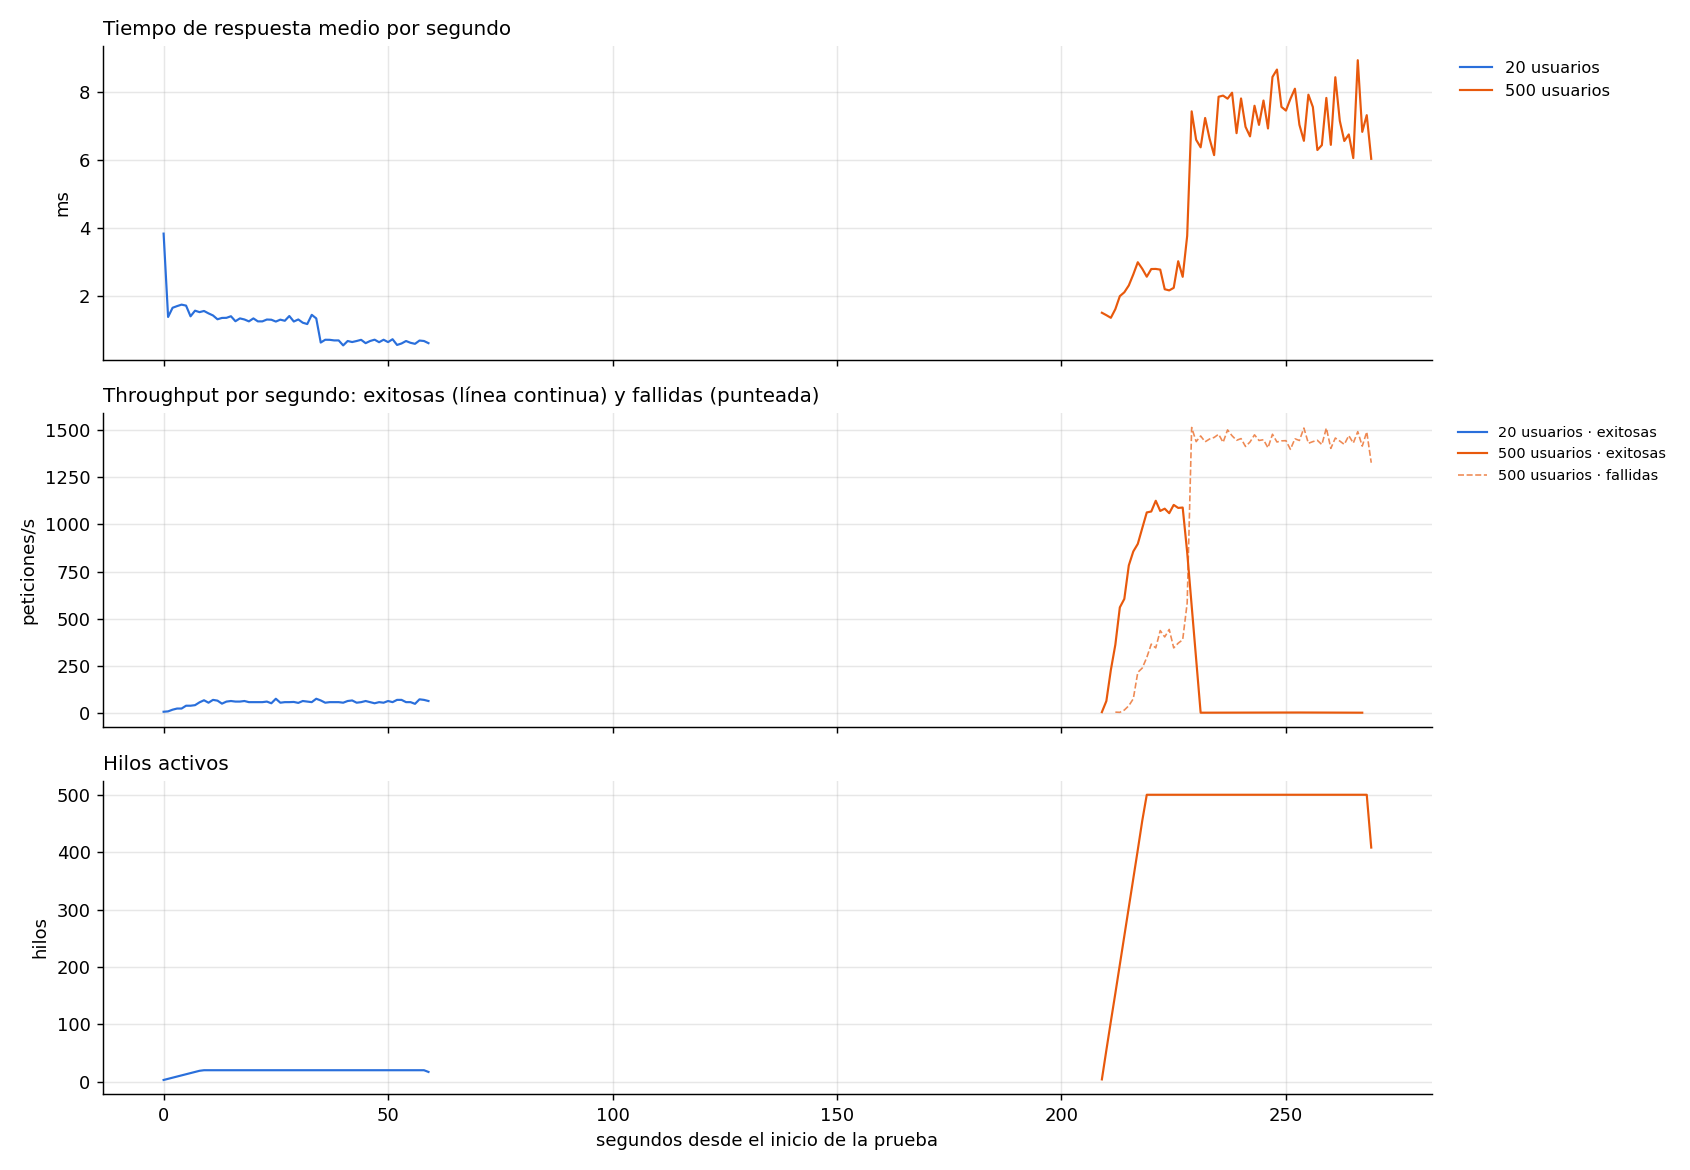 Tiempo de respuesta medio por segundo
8
6
4
2
ms
20 usuarios
500 usuarios
Throughput por segundo: exitosas (línea continua) y fallidas (punteada)
1500
1250
1000
750
500
250
0
peticiones/s
20 usuarios · exitosas
500 usuarios · exitosas
500 usuarios · fallidas
Hilos activos
500
400
300
200
100
0
hilos
0 50 100 150 200 250
segundos desde el inicio de la prueba